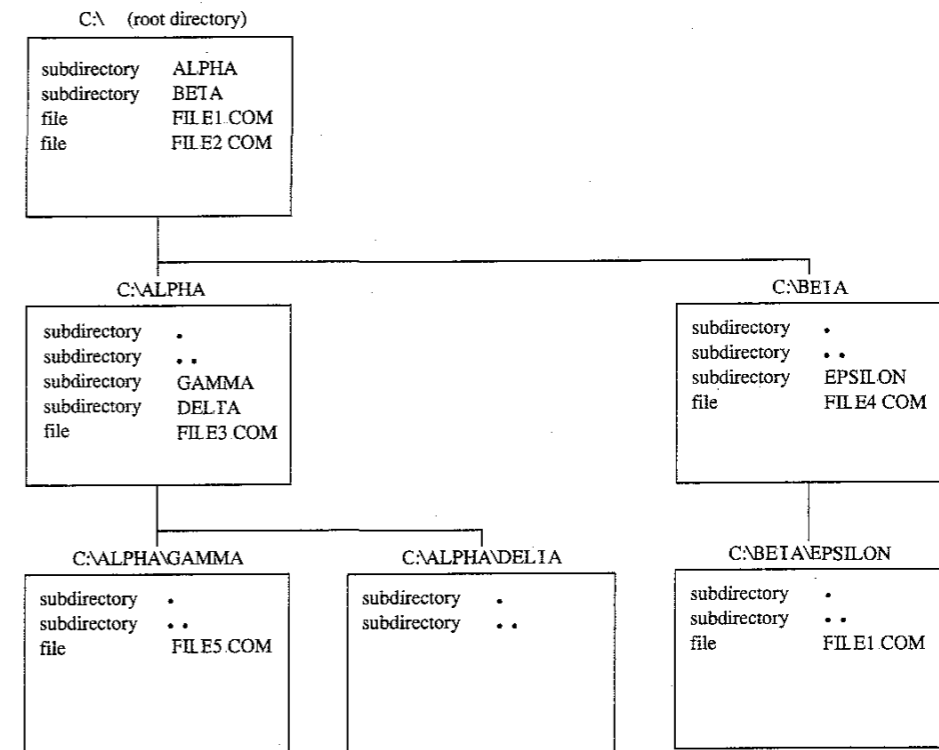 C:\ (root directory)
subdirectory ALPHA
subdirectory BETA
file FILE1.COM
file FILE2.COM
C:\ALPHA
subdirectory .
subdirectory ..
subdirectory GAMMA
subdirectory DELTA
file FILE3.COM
C:\BETA
subdirectory .
subdirectory ..
subdirectory EPSILON
file FILE4.COM
C:\ALPHA\GAMMA
subdirectory .
subdirectory ..
file FILE5.COM
C:\ALPHA\DELTA
subdirectory .
subdirectory ..
C:\BETA\EPSILON
subdirectory .
subdirectory ..
file FILE1.COM